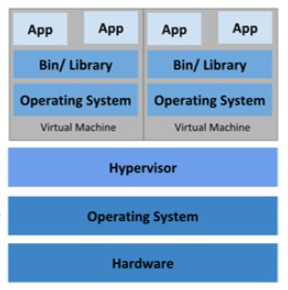 App App App App
Bin/ Library Bin/ Library
Operating System Operating System
Virtual Machine Virtual Machine
Hypervisor
Operating System
Hardware